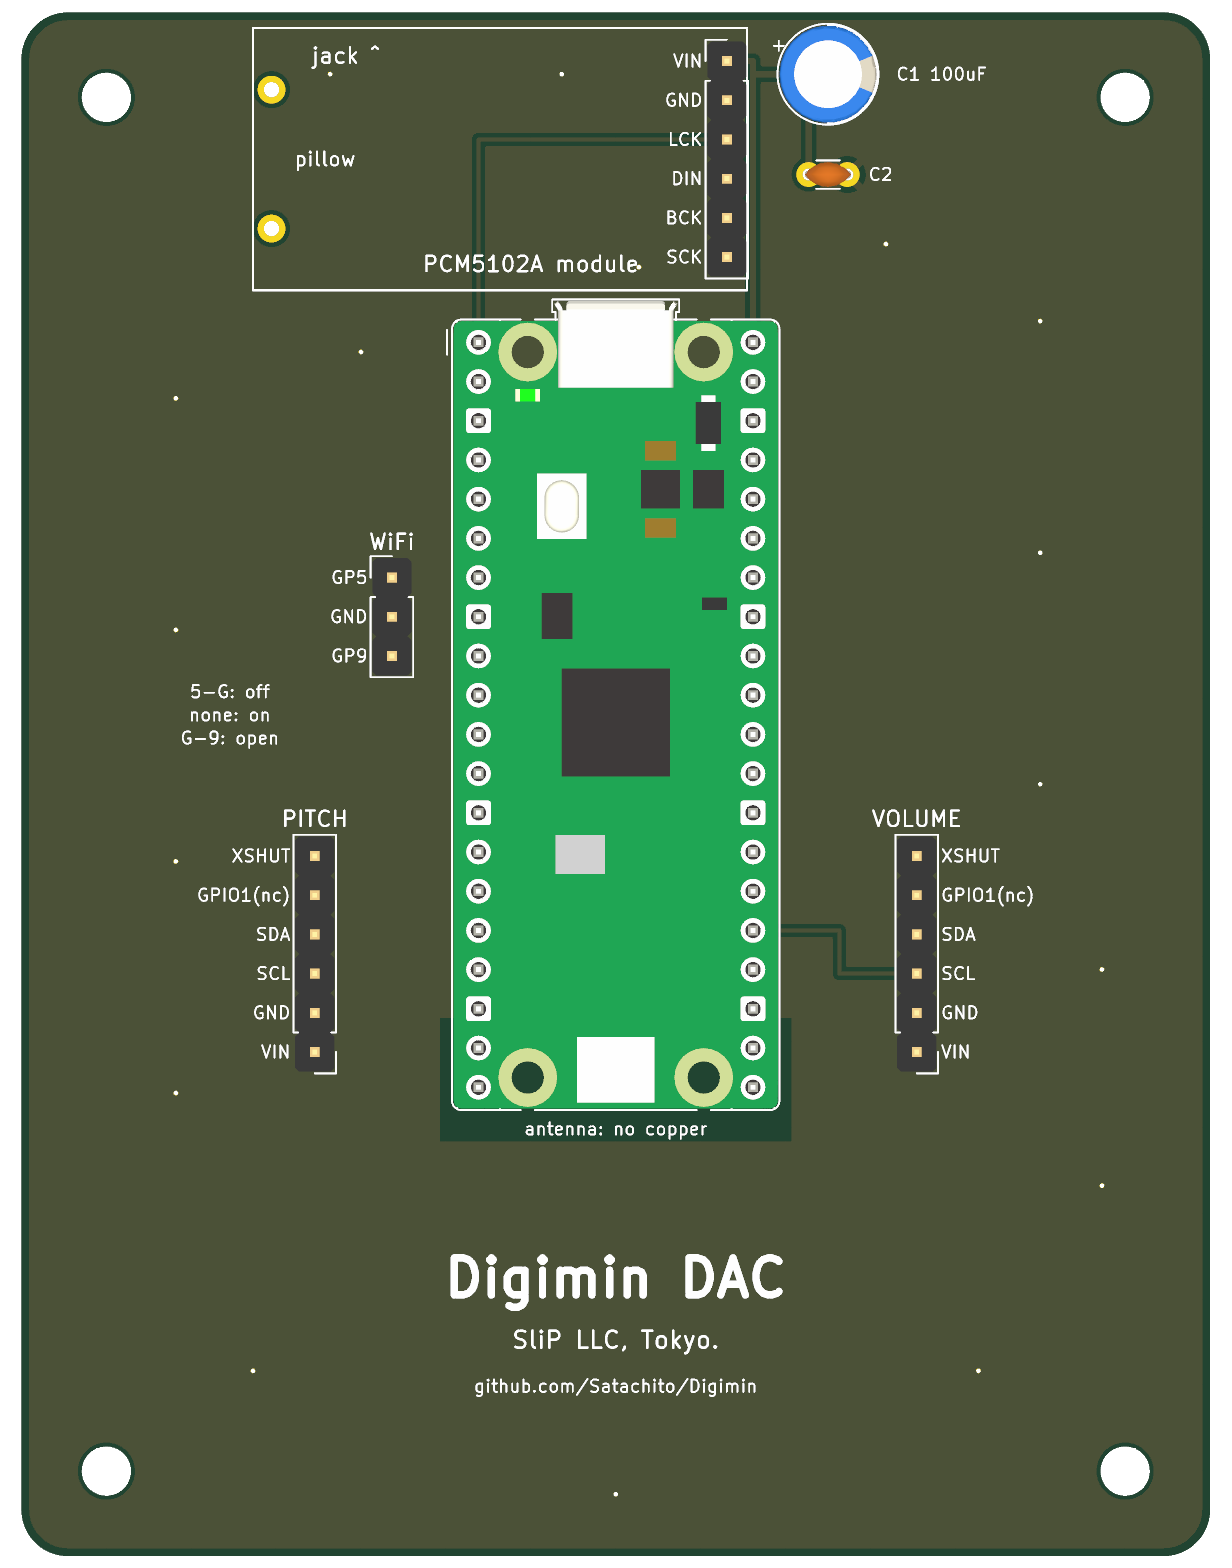 jack ^
pillow
PCM5102A module
VIN
GND
LCK
DIN
BCK
SCK
+
C1 100uF
C2
WiFi
GP5
GND
GP9
5-G: off
none: on
G-9: open
PITCH
XSHUT
GPIO1(nc)
SDA
SCL
GND
VIN
VOLUME
XSHUT
GPIO1(nc)
SDA
SCL
GND
VIN
antenna: no copper
Digimin DAC
SliP LLC, Tokyo.
github.com/Satachito/Digimin